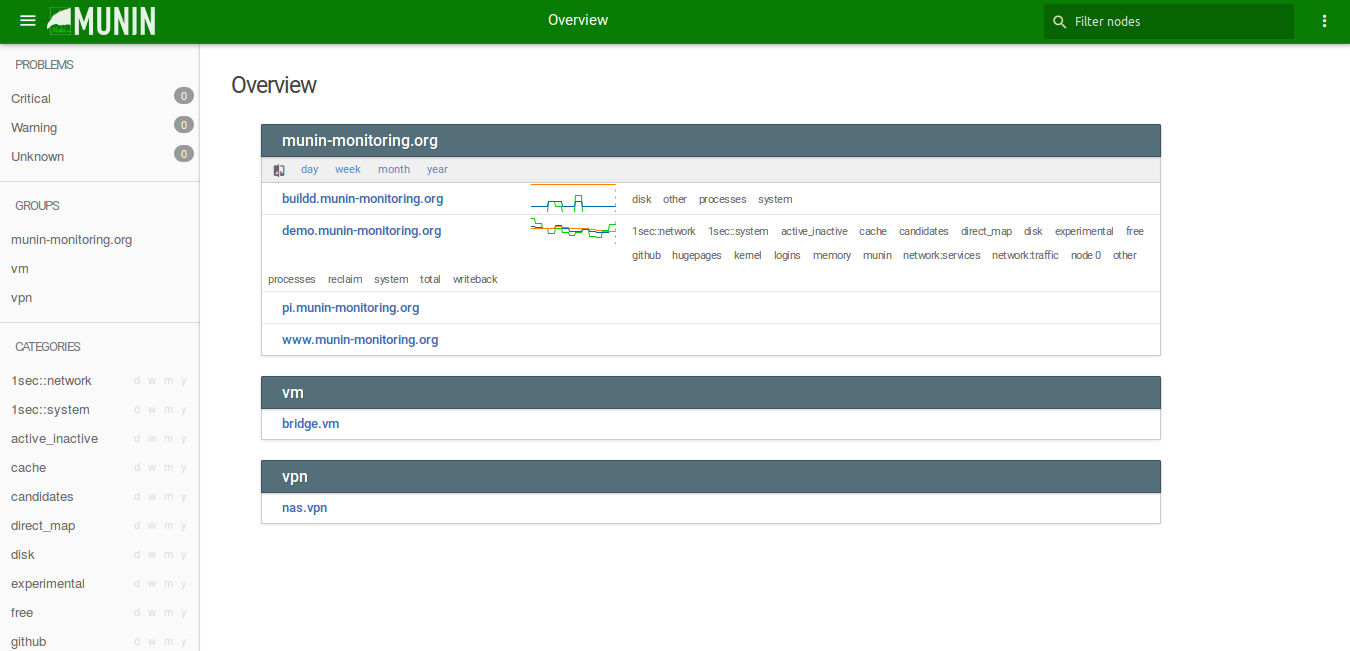 MUNIN
Overview
Filter nodes
PROBLEMS
Critical 0
Warning 0
Unknown 0
GROUPS
munin-monitoring.org
vm
vpn
CATEGORIES
1sec::network d w m y
1sec::system d w m y
active_inactive d w m y
cache d w m y
candidates d w m y
direct_map d w m y
disk d w m y
experimental d w m y
free d w m y
github d w m y
Overview
munin-monitoring.org
day week month year
buildd.munin-monitoring.org disk other processes system
demo.munin-monitoring.org 1sec::network 1sec::system active_inactive cache candidates direct_map disk experimental free
github hugepages kernel logins memory munin network:services network:traffic node 0 other
processes reclaim system total writeback
pi.munin-monitoring.org
www.munin-monitoring.org
vm
bridge.vm
vpn
nas.vpn